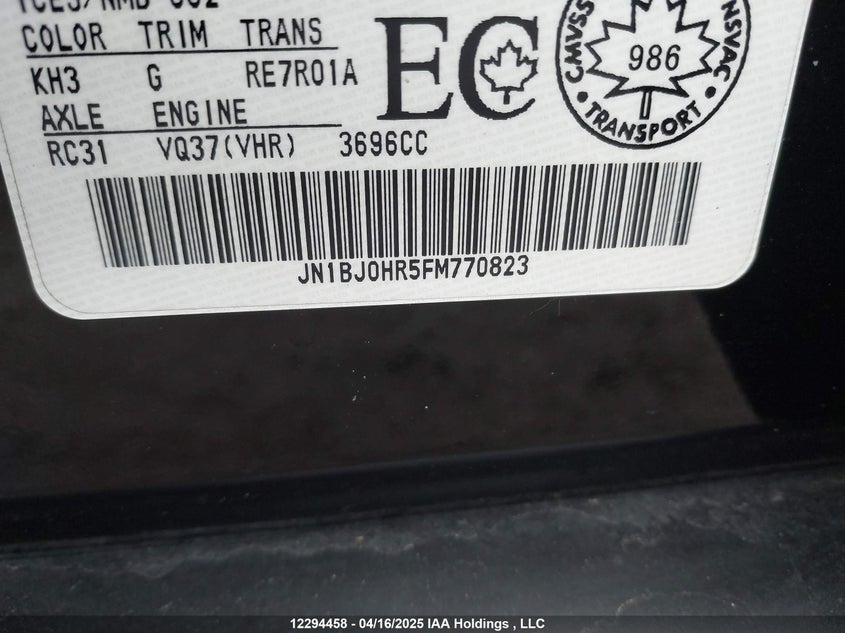 COLOR TRIM TRANS
KH3 G RE7R01A
AXLE ENGINE
RC31 VQ37(VHR) 3696CC
EC
CMVSS NSVAC
986
• TRANSPORT •
JN1BJ0HR5FM770823
12294458 - 04/16/2025 IAA Holdings , LLC